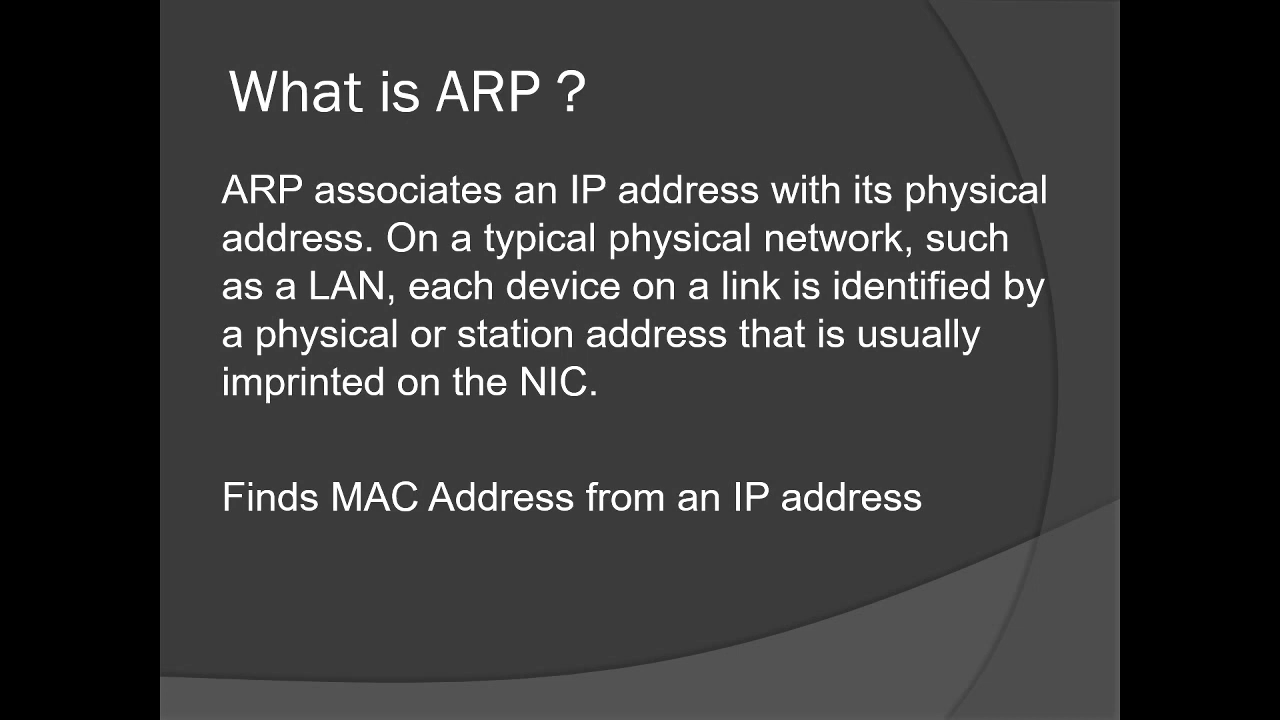 What is ARP ?
ARP associates an IP address with its physical
address. On a typical physical network, such
as a LAN, each device on a link is identified by
a physical or station address that is usually
imprinted on the NIC.
Finds MAC Address from an IP address